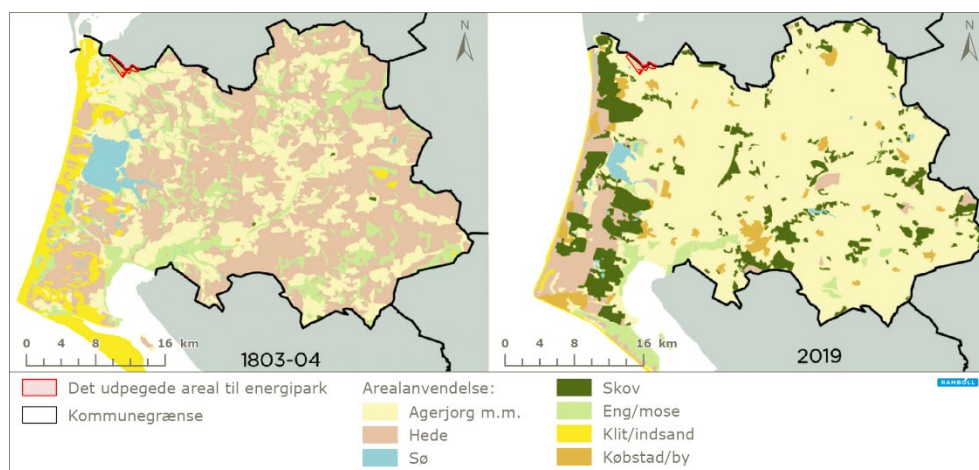 N
N
0 4 8 16 km
1803-04
0 4 8 16 km
2019
Det udpegede areal til energipark
Kommunegrænse
Arealanvendelse:
Agerjorg m.m.
Hede
Sø
Skov
Eng/mose
Klit/indsand
Købstad/by
RAMBOLL